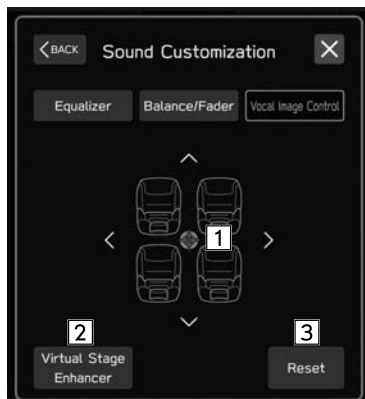 BACK Sound Customization
Equalizer Balance/Fader Vocal Image Control
1
2 3
Virtual Stage
Enhancer
Reset